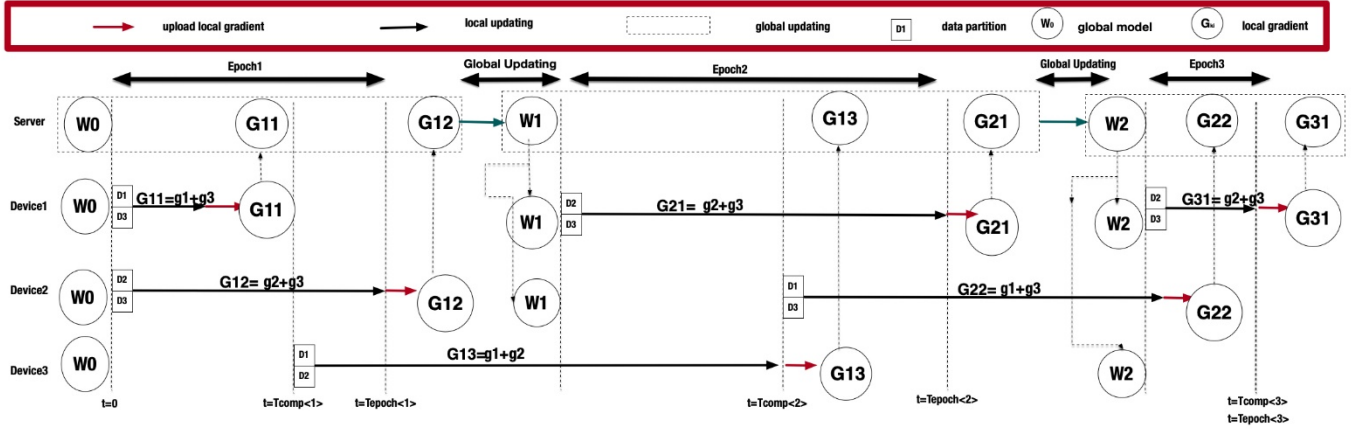 upload local gradient local updating global updating D1 data partition W0 global model local gradient
Epoch1 Global Updating Epoch2 Global Updating Epoch3
Server W0 G11 G12 W1 G13 G21 W2 G22 G31
Device1 W0 D1 D3 G11=g1+g3 G11 W1 D2 D3 G21= g2+g3 G21 W2 D2 D3 G31= g2+g3 G31
Device2 W0 D2 D3 G12= g2+g3 G12 W1 D1 D3 G22= g1+g3 G22
Device3 W0 D1 D2 G13=g1+g2 G13 W2
t=0 t=Tcomp<1> t=Tepoch<1> t=Tcomp<2> t=Tepoch<2> t=Tcomp<3>
t=Tepoch<3>